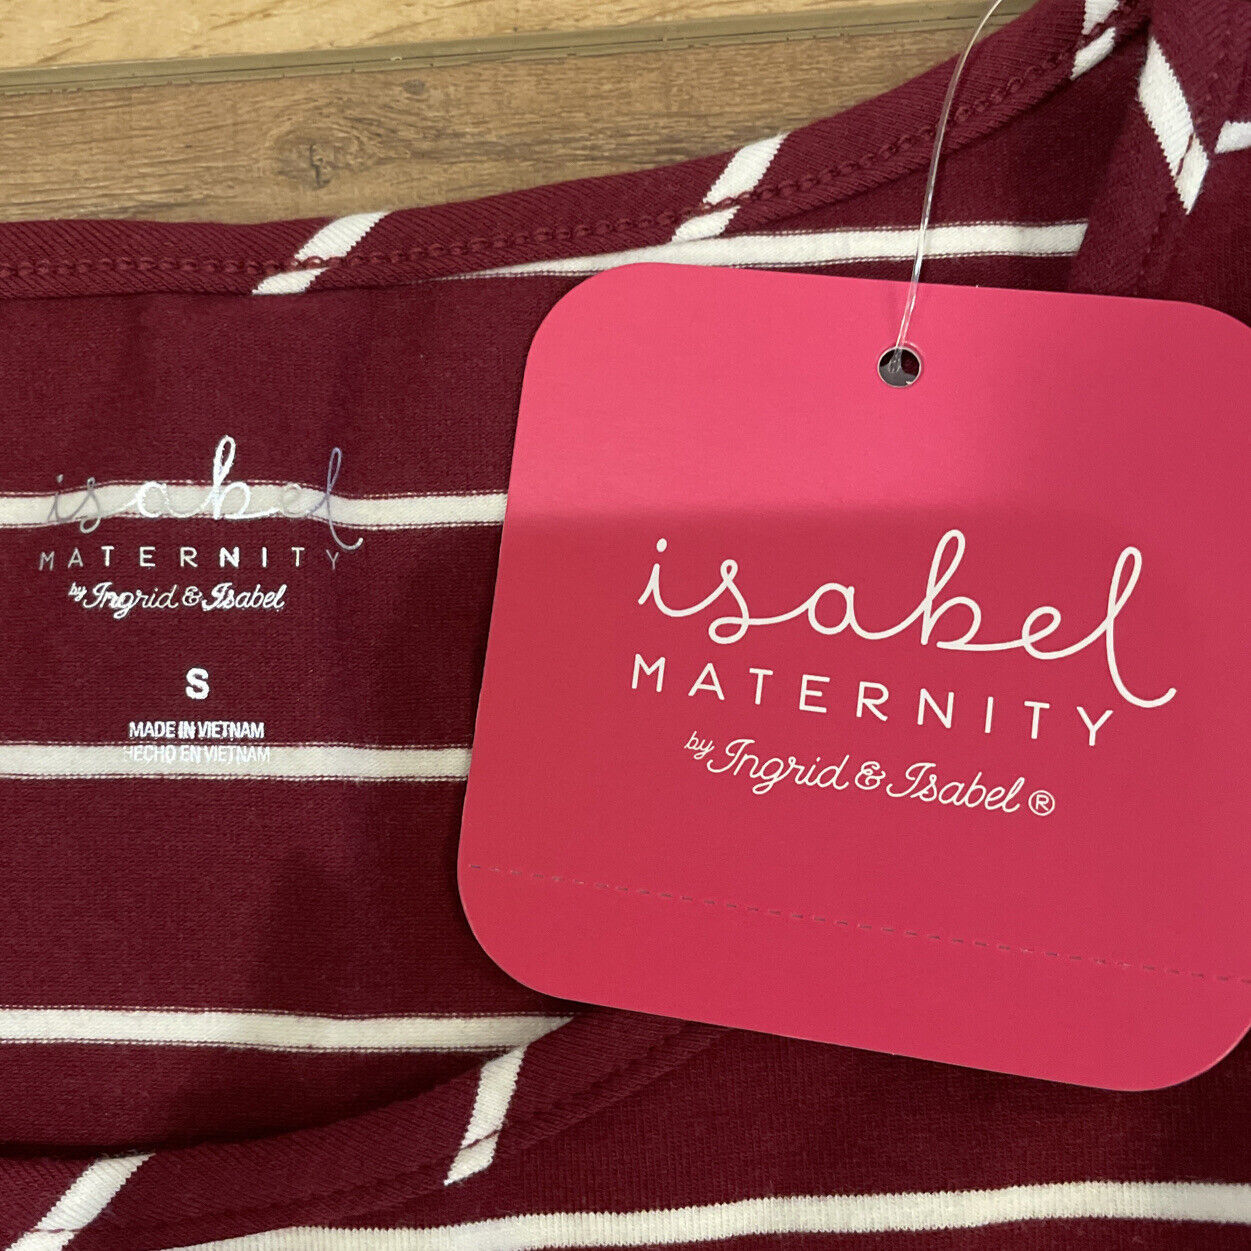 isabel
MATERNITY
by Ingrid & Isabel
S
MADE IN VIETNAM
HECHO EN VIETNAM
isabel
MATERNITY
by Ingrid & Isabel®